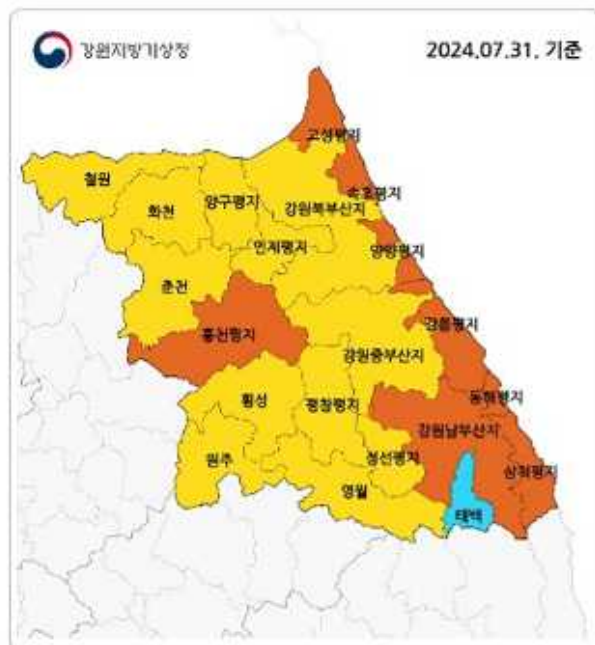 강원지방기상청
2024.07.31. 기준
고성평지
철원
속초평지
양구평지
화천
강원북부산지
인제평지
양양평지
춘천
강릉평지
홍천평지
강원중부산지
동해평지
횡성
평창평지
강원남부산지
정선평지
원주
삼척평지
영월
태백